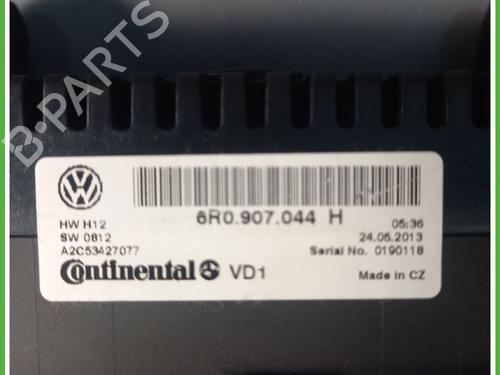 B-PARTS
6R0.907.044 H
HW H12
SW 0812
A2C53427077
05:36
24.05.2013
Serial No. 0190118
Continental VD1
Made in CZ